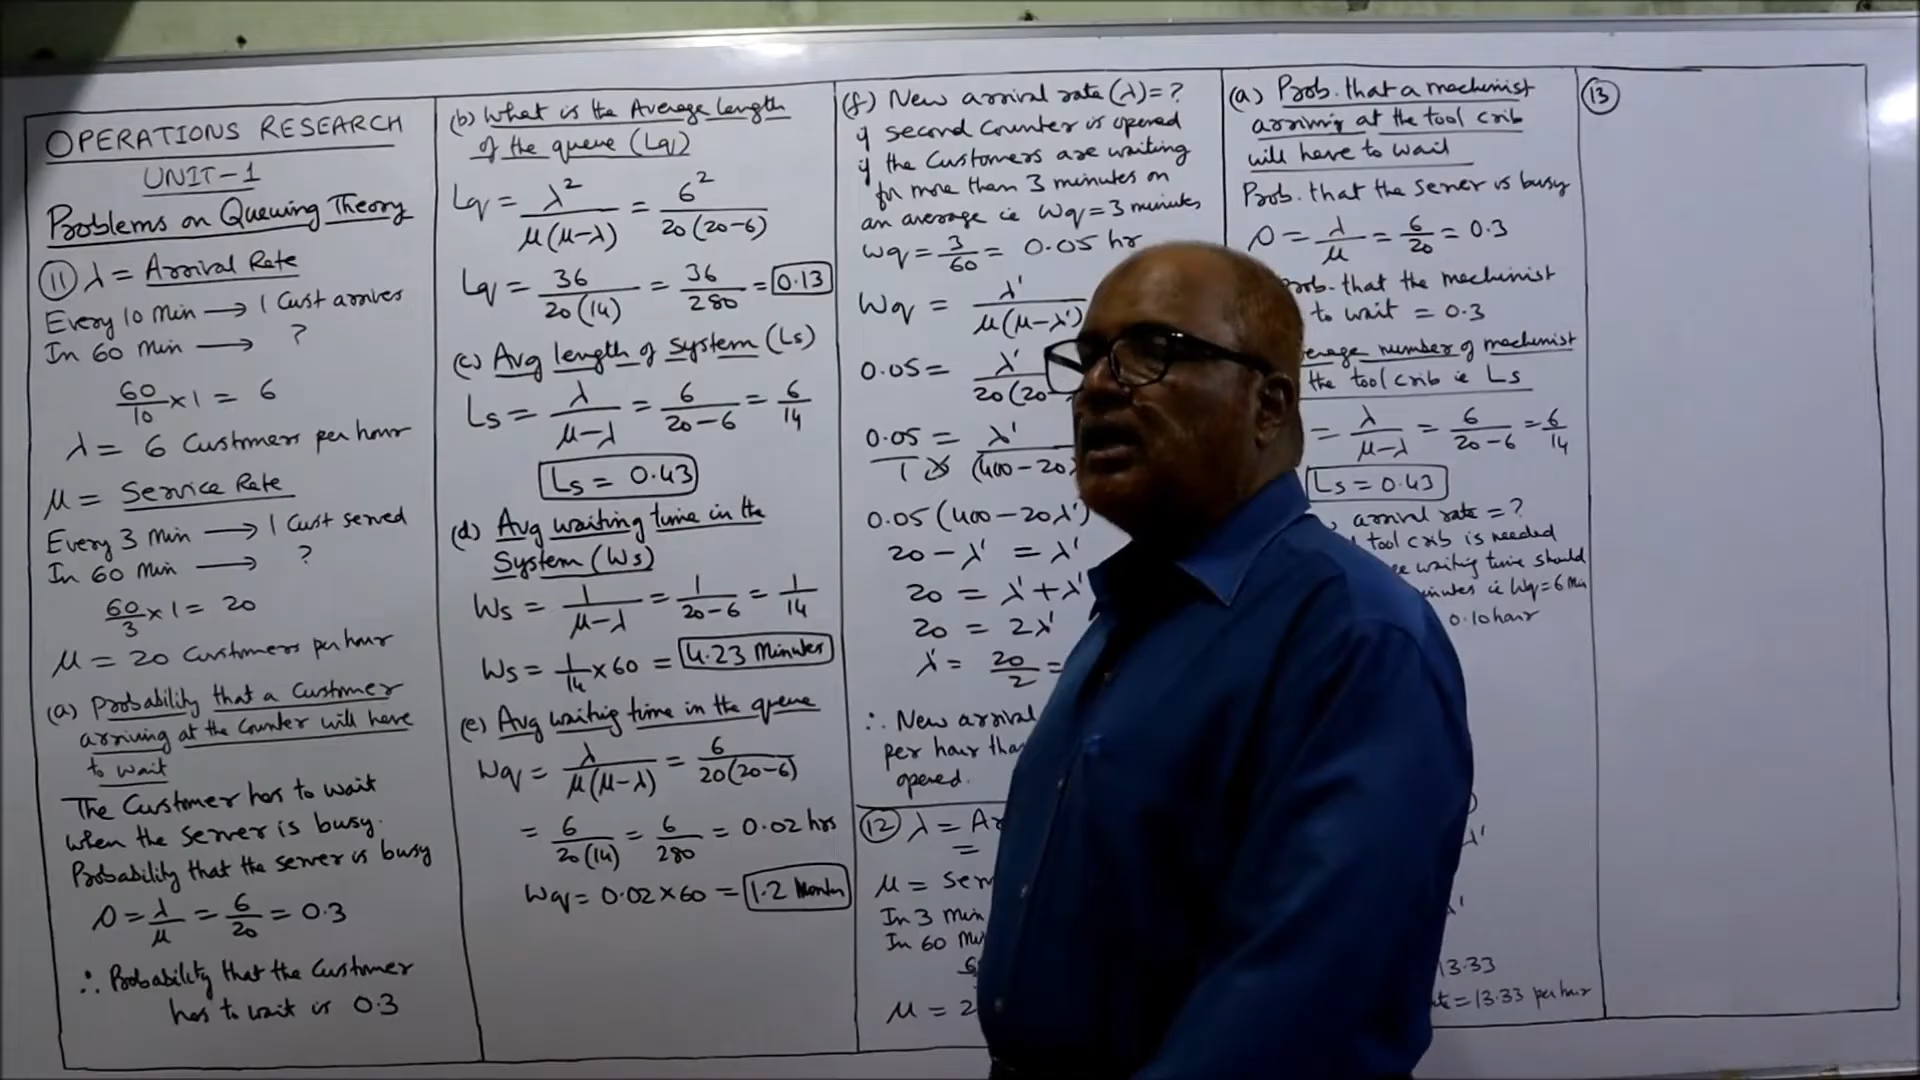 OPERATIONS RESEARCH
UNIT-1
Problems on Queuing Theory
(11) λ = Arrival Rate
Every 10 Min → 1 Cust arrives
In 60 Min → ?
60/10 × 1 = 6
λ = 6 Customers per hour
μ = Service Rate
Every 3 Min → 1 Cust served
In 60 Min → ?
60/3 × 1 = 20
μ = 20 Customers per hour
(a) Probability that a Customer
arriving at the Counter will have
to wait
The Customer has to wait
when the server is busy.
Probability that the server is busy
ρ = λ/μ = 6/20 = 0.3
∴ Probability that the Customer
has to wait is 0.3
(b) What is the Average length
of the queue (Lq)
Lq = λ²/μ(μ-λ) = 6²/20(20-6)
Lq = 36/20(14) = 36/280 = 0.13
(c) Avg length of system (Ls)
Ls = λ/μ-λ = 6/20-6 = 6/14
Ls = 0.43
(d) Avg waiting time in the
System (Ws)
Ws = 1/μ-λ = 1/20-6 = 1/14
Ws = 1/14 × 60 = 4.23 Minutes
(e) Avg waiting time in the queue
Wq = λ/μ(μ-λ) = 6/20(20-6)
= 6/20(14) = 6/280 = 0.02 hrs
Wq = 0.02 × 60 = 1.2
(f) New arrival rate (λ) = ?
if second Counter is opened
if the Customers are waiting
for more than 3 minutes on
an average ie Wq = 3 minutes
Wq = 3/60 = 0.05 hr
Wq = λ'/μ(μ-λ')
0.05 = λ'/20(20-
0.05/1 = λ'/(400-20λ
0.05 (400-20λ')
20 - λ' = λ'
20 = λ' + λ'
20 = 2λ'
λ' = 20/2 =
∴ New arrival
per hour
opened.
(12) λ =
=
μ =
In 3 Min
In 60
μ = 2
(a) Prob. that a machinist
arriving at the tool crib
will have to wait
Prob. that the server is busy
ρ = λ/μ = 6/20 = 0.3
that the machinist
to wait = 0.3
number of machinist
the tool crib ie Ls
= λ/μ-λ = 6/20-6 = 6/14
Ls = 0.43
arrival rate = ?
tool crib is needed
waiting time should
ie Wq = 6 Min
0.10 hour
λ'
13.33
= 13.33 per hour
(13)